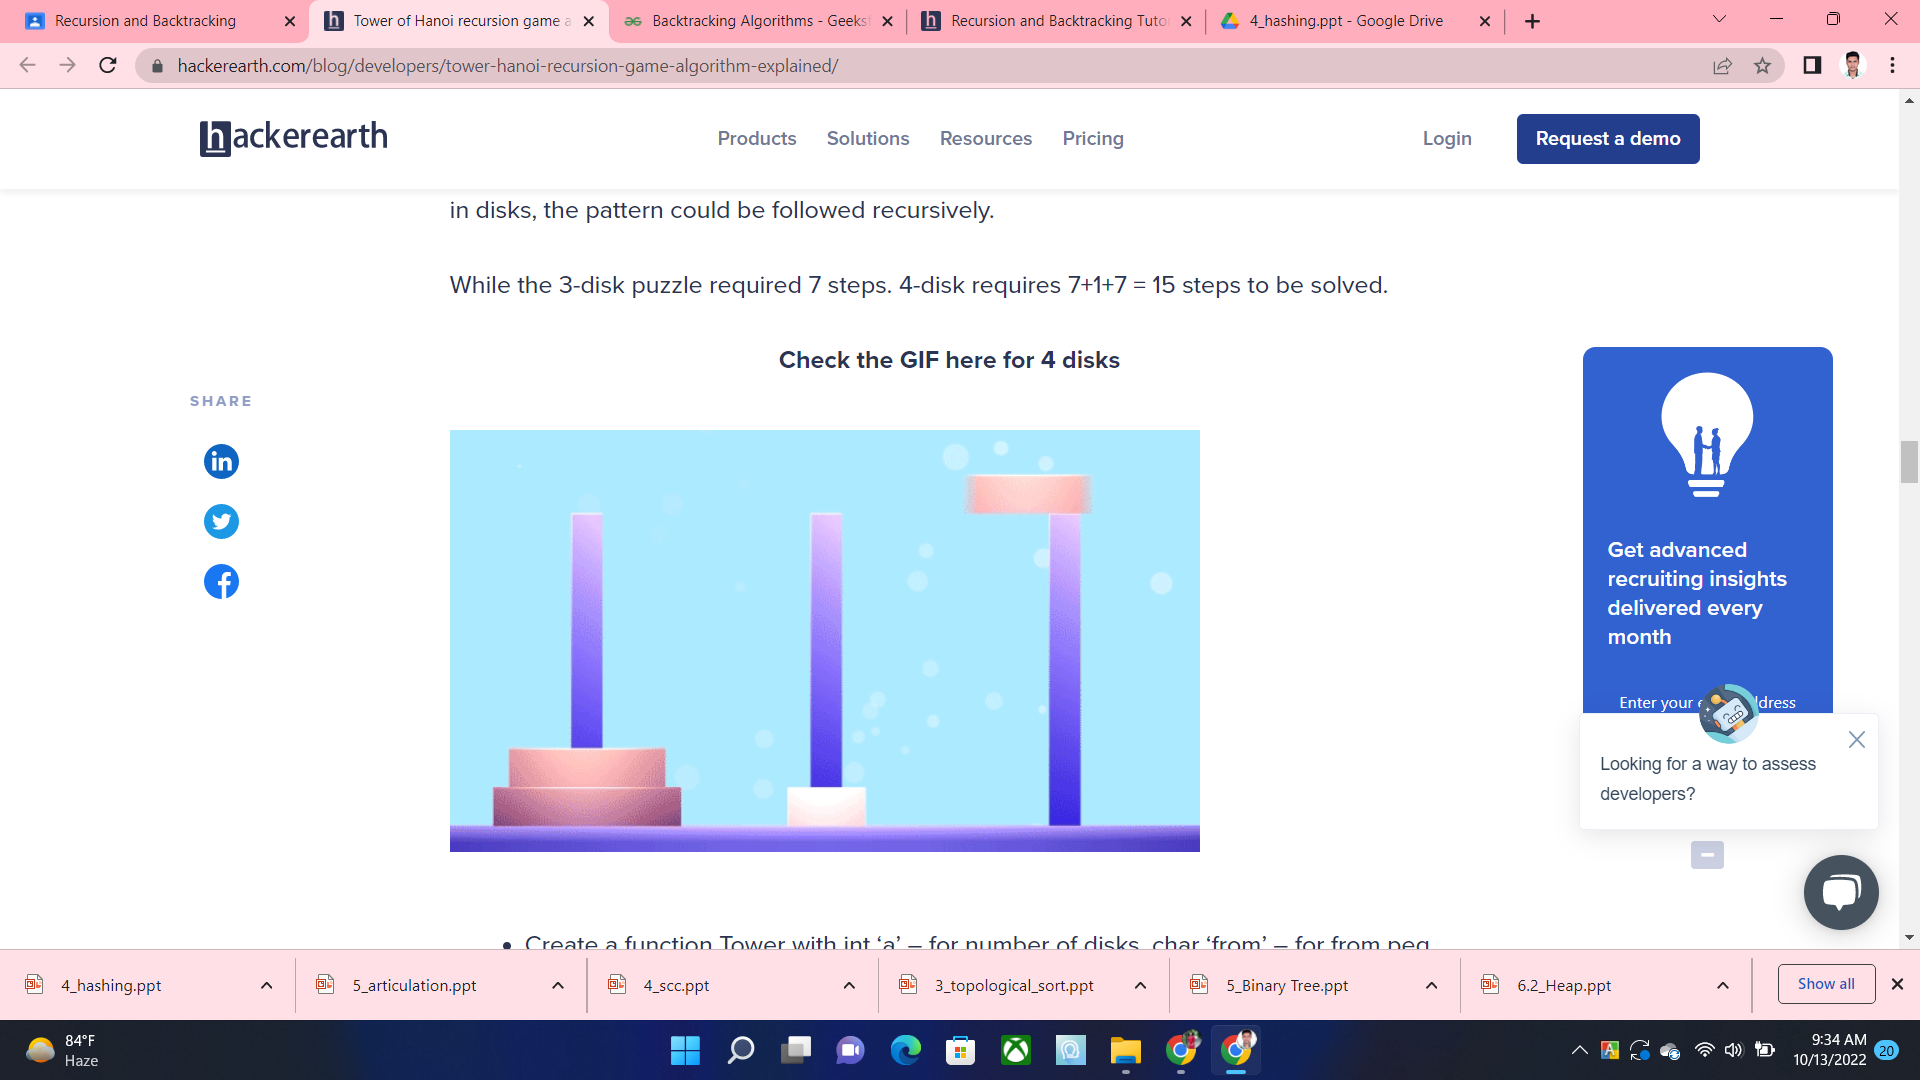 Recursion and Backtracking
Tower of Hanoi recursion game a
Backtracking Algorithms - Geeksf
Recursion and Backtracking Tuto
4_hashing.ppt - Google Drive
hackerearth.com/blog/developers/tower-hanoi-recursion-game-algorithm-explained/
hackerearth
Products
Solutions
Resources
Pricing
Login
Request a demo
in disks, the pattern could be followed recursively.
While the 3-disk puzzle required 7 steps. 4-disk requires 7+1+7 = 15 steps to be solved.
Check the GIF here for 4 disks
SHARE
in
Get advanced
recruiting insights
delivered every
month
Enter your
Looking for a way to assess
developers?
• Create a function Tower with int ‘a’ – for number of disks, char ‘from’ – for from peg
4_hashing.ppt
5_articulation.ppt
4_scc.ppt
3_topological_sort.ppt
5_Binary Tree.ppt
6.2_Heap.ppt
Show all
84°F
Haze
9:34 AM
10/13/2022
20